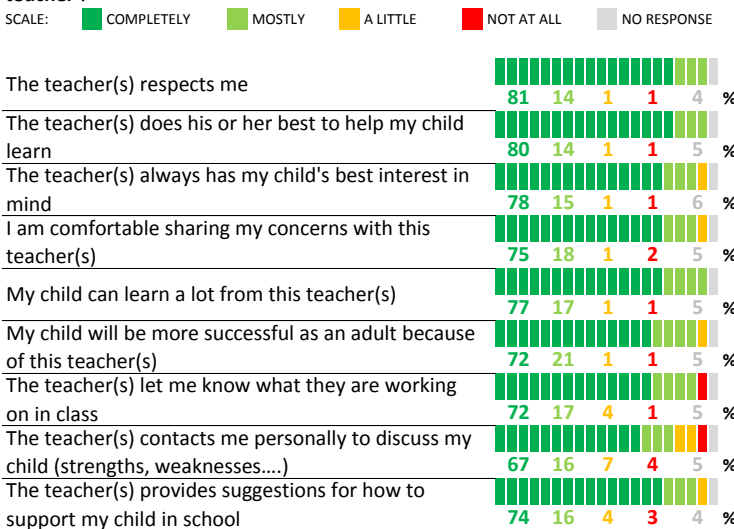 SCALE: COMPLETELY MOSTLY A LITTLE NOT AT ALL NO RESPONSE
The teacher(s) respects me
81 14 1 1 4 %
The teacher(s) does his or her best to help my child
learn
80 14 1 1 5 %
The teacher(s) always has my child's best interest in
mind
78 15 1 1 6 %
I am comfortable sharing my concerns with this
teacher(s)
75 18 1 2 5 %
My child can learn a lot from this teacher(s)
77 17 1 1 5 %
My child will be more successful as an adult because
of this teacher(s)
72 21 1 1 5 %
The teacher(s) let me know what they are working
on in class
72 17 4 1 5 %
The teacher(s) contacts me personally to discuss my
child (strengths, weaknesses....)
67 16 7 4 5 %
The teacher(s) provides suggestions for how to
support my child in school
74 16 4 3 4 %